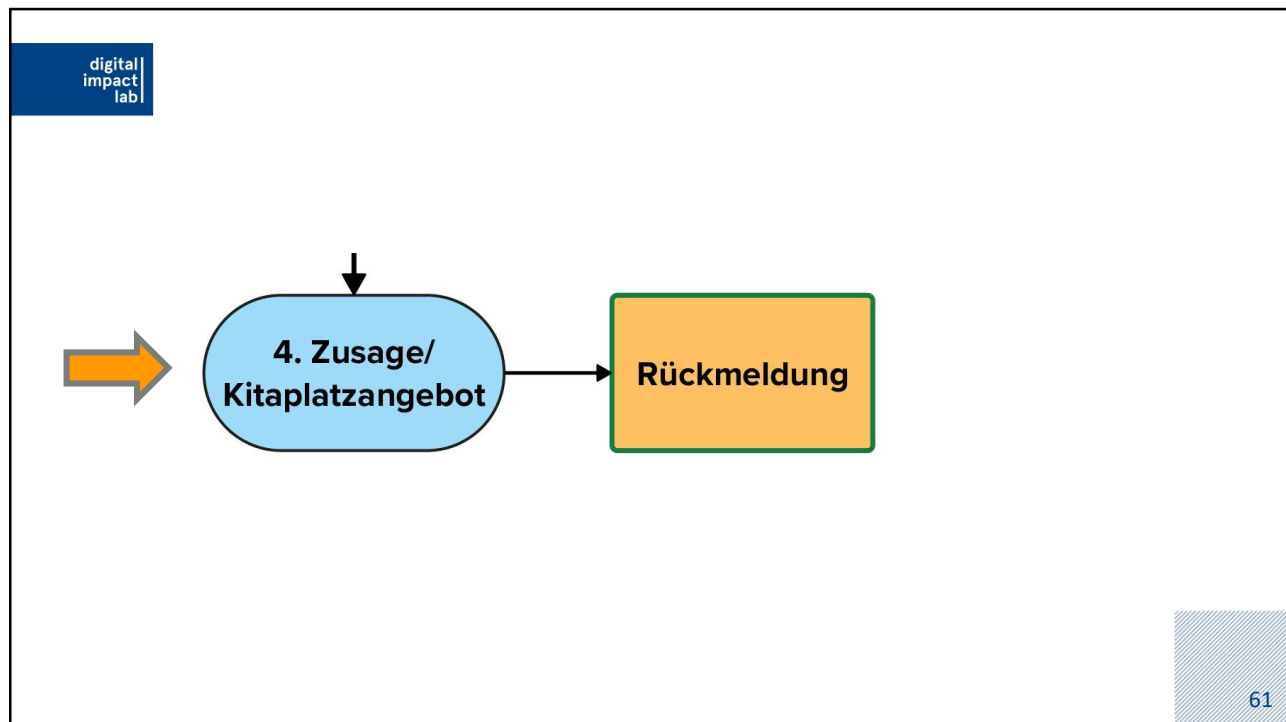 digital
impact
lab
4. Zusage/
Kitaplatzangebot
Rückmeldung
61